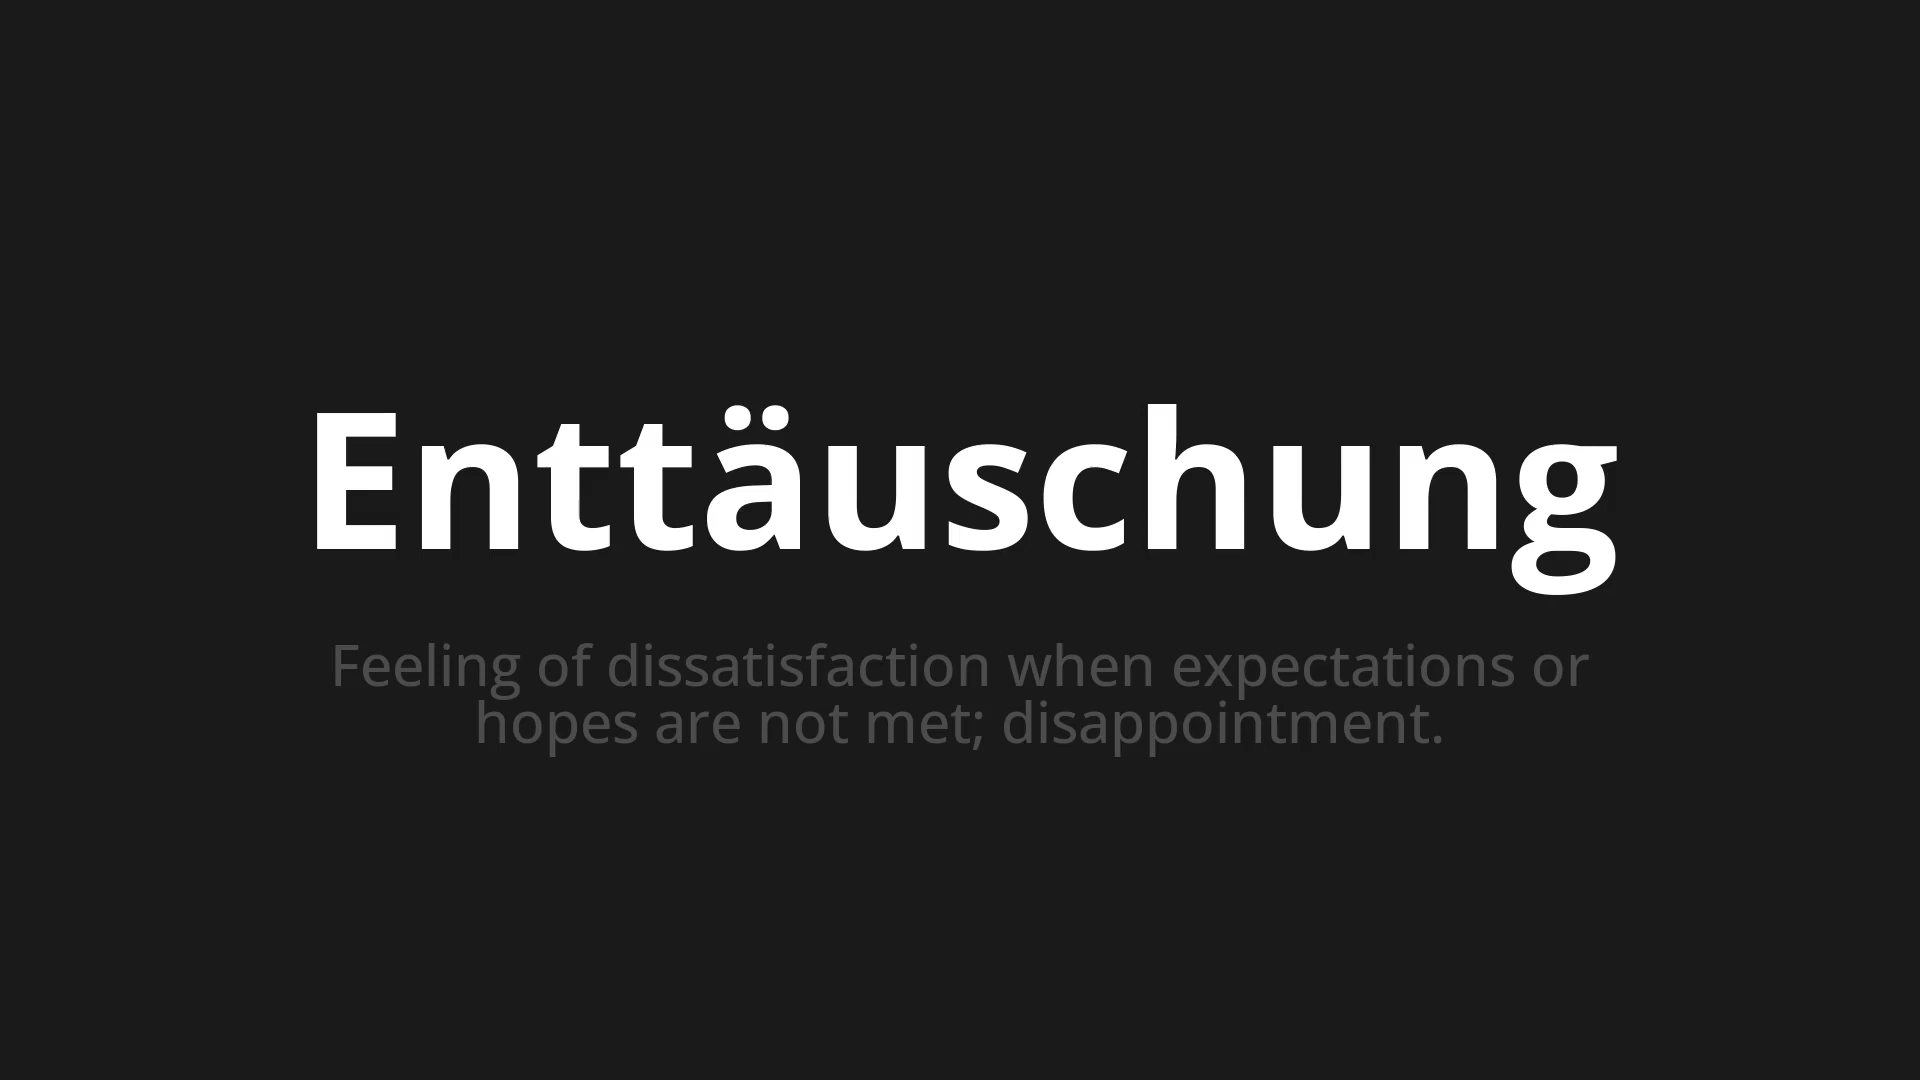 Enttäuschung
Feeling of dissatisfaction when expectations or
hopes are not met; disappointment.